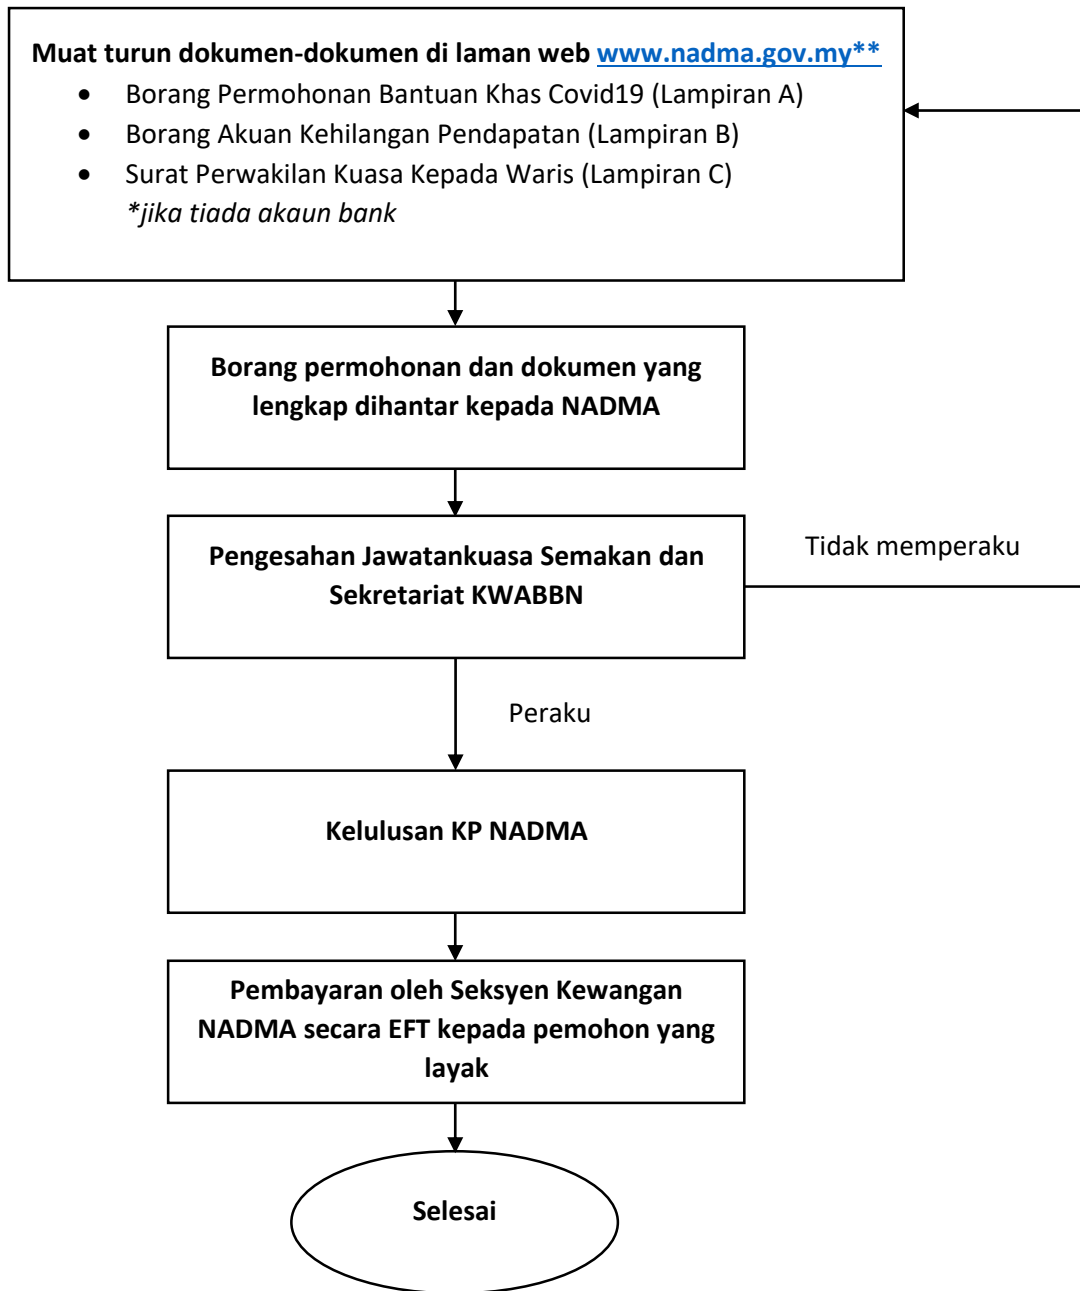 Muat turun dokumen-dokumen di laman web www.nadma.gov.my**
• Borang Permohonan Bantuan Khas Covid19 (Lampiran A)
• Borang Akuan Kehilangan Pendapatan (Lampiran B)
• Surat Perwakilan Kuasa Kepada Waris (Lampiran C)
*jika tiada akaun bank
Borang permohonan dan dokumen yang
lengkap dihantar kepada NADMA
Pengesahan Jawatankuasa Semakan dan
Sekretariat KWABBN
Tidak memperaku
Peraku
Kelulusan KP NADMA
Pembayaran oleh Seksyen Kewangan
NADMA secara EFT kepada pemohon yang
layak
Selesai